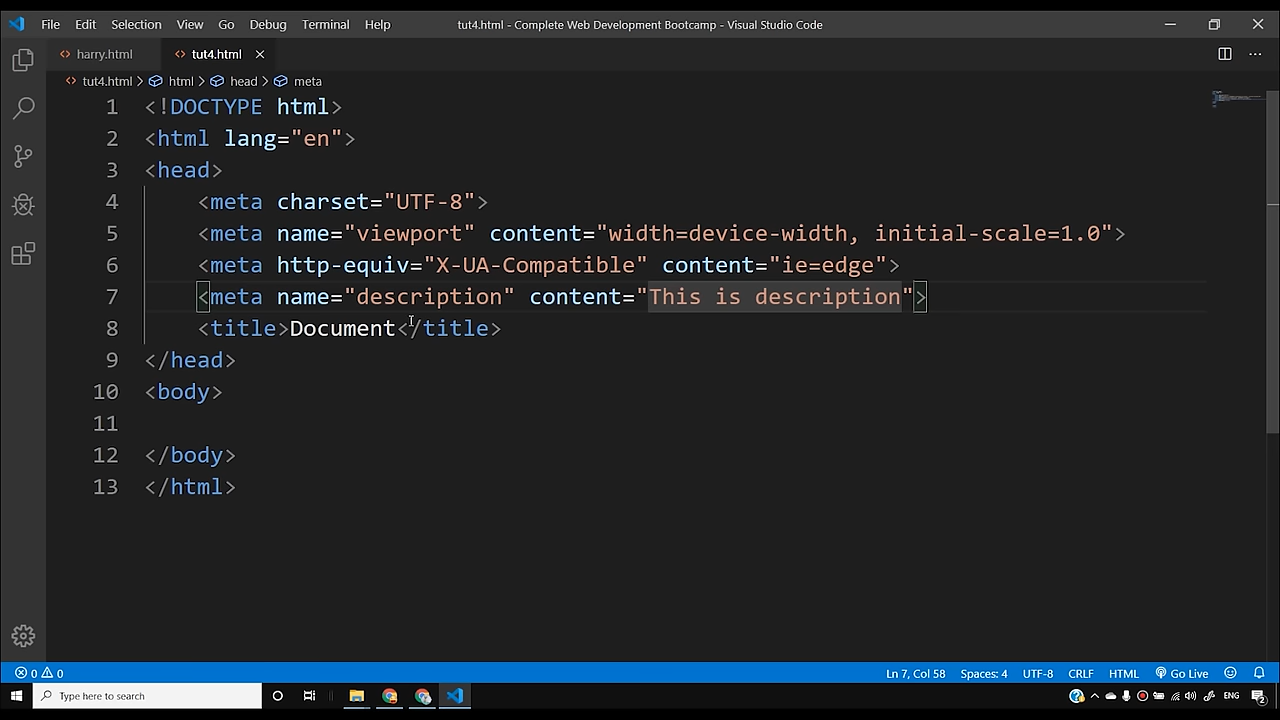 File Edit Selection View Go Debug Terminal Help tut4.html - Complete Web Development Bootcamp - Visual Studio Code
harry.html tut4.html
tut4.html > html > head > meta
1 <!DOCTYPE html>
2 <html lang="en">
3 <head>
4 <meta charset="UTF-8">
5 <meta name="viewport" content="width=device-width, initial-scale=1.0">
6 <meta http-equiv="X-UA-Compatible" content="ie=edge">
7 <meta name="description" content="This is description">
8 <title>Document</title>
9 </head>
10 <body>
11
12 </body>
13 </html>
0 0 Ln 7, Col 58 Spaces: 4 UTF-8 CRLF HTML Go Live
Type here to search ENG 2